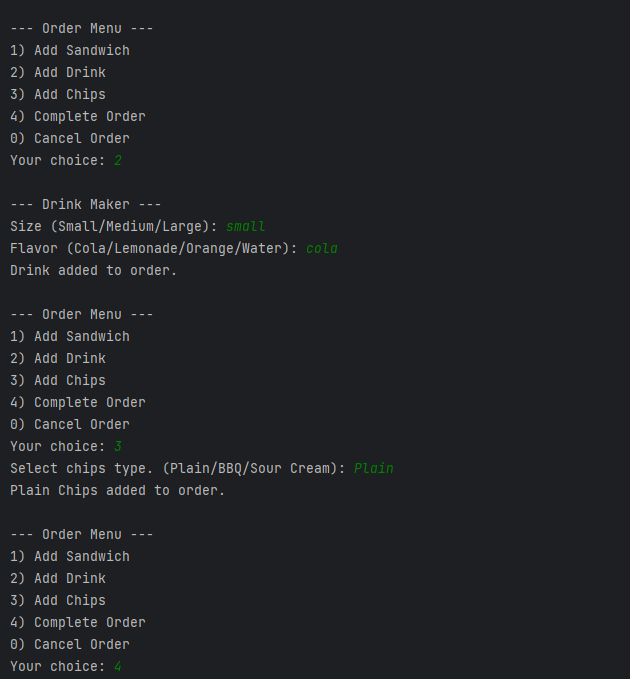 --- Order Menu ---
1) Add Sandwich
2) Add Drink
3) Add Chips
4) Complete Order
0) Cancel Order
Your choice: 2
--- Drink Maker ---
Size (Small/Medium/Large): small
Flavor (Cola/Lemonade/Orange/Water): cola
Drink added to order.
--- Order Menu ---
1) Add Sandwich
2) Add Drink
3) Add Chips
4) Complete Order
0) Cancel Order
Your choice: 3
Select chips type. (Plain/BBQ/Sour Cream): Plain
Plain Chips added to order.
--- Order Menu ---
1) Add Sandwich
2) Add Drink
3) Add Chips
4) Complete Order
0) Cancel Order
Your choice: 4